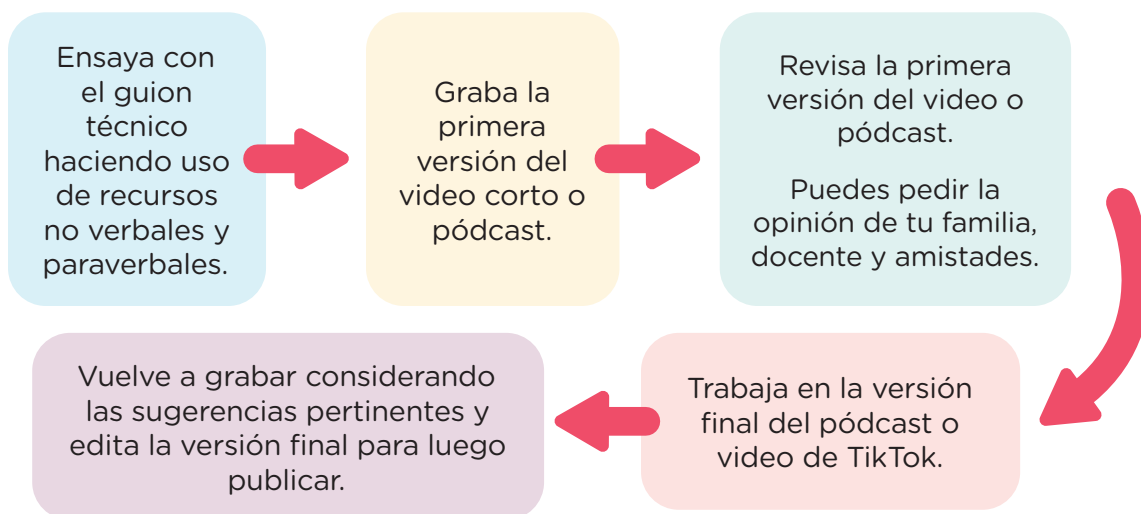 Ensaya con
el guion
técnico
haciendo uso
de recursos
no verbales y
paraverbales.
Graba la
primera
versión del
video corto o
pódcast.
Revisa la primera
versión del video o
pódcast.
Puedes pedir la
opinión de tu familia,
docente y amistades.
Trabaja en la versión
final del pódcast o
video de TikTok.
Vuelve a grabar considerando
las sugerencias pertinentes y
edita la versión final para luego
publicar.